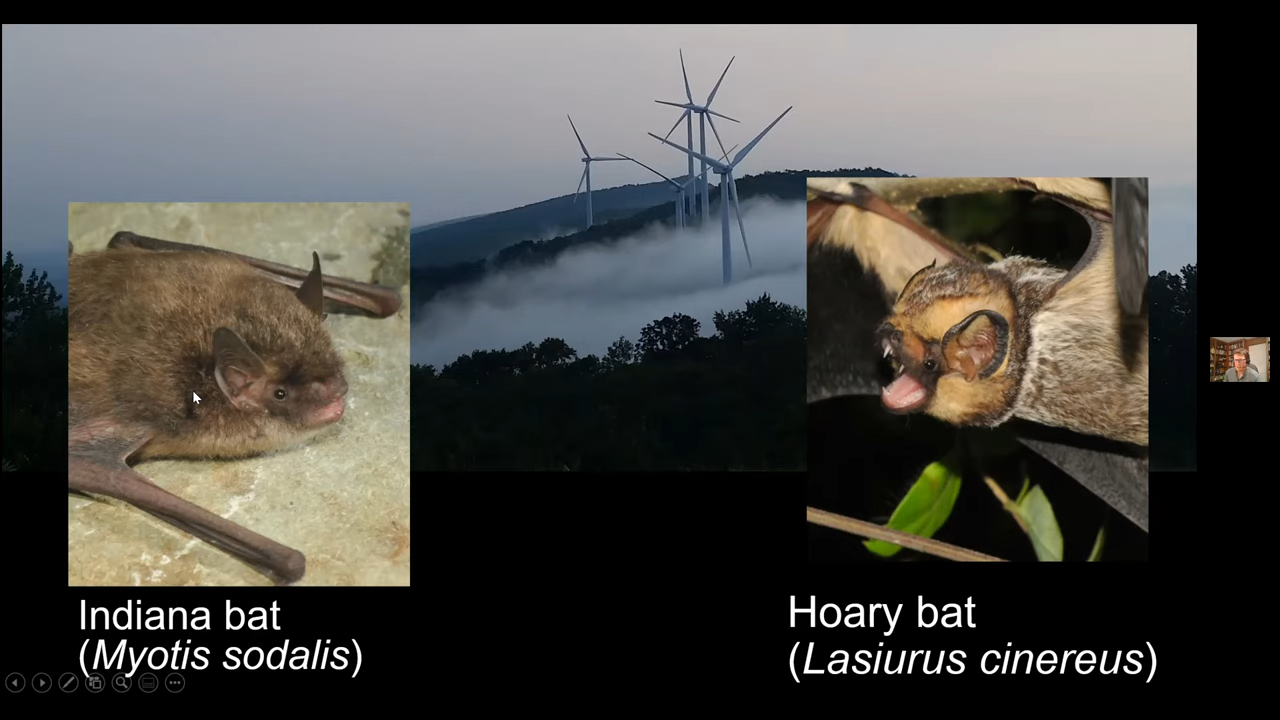 Indiana bat
(Myotis sodalis)
Hoary bat
(Lasiurus cinereus)